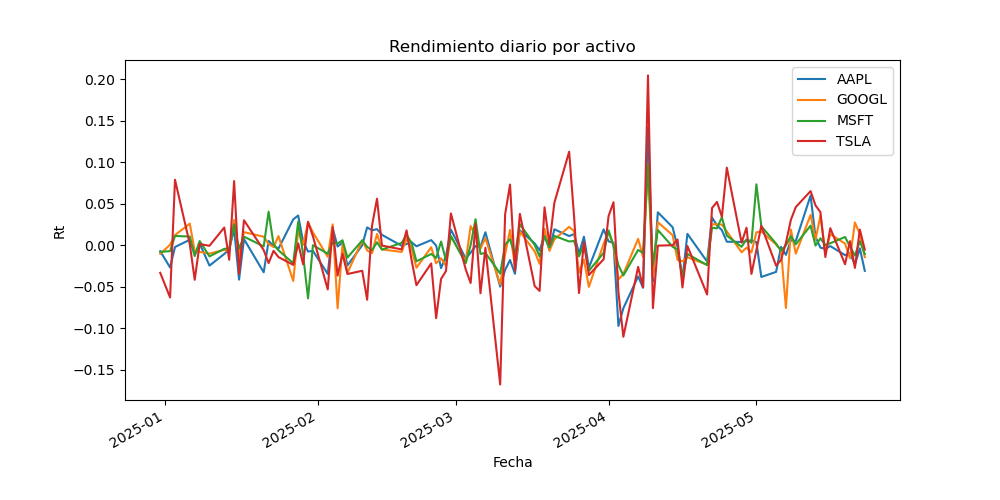 Rendimiento diario por activo
AAPL
GOOGL
MSFT
TSLA
Rt
0.20
0.15
0.10
0.05
0.00
−0.05
−0.10
−0.15
2025-01
2025-02
2025-03
2025-04
2025-05
Fecha